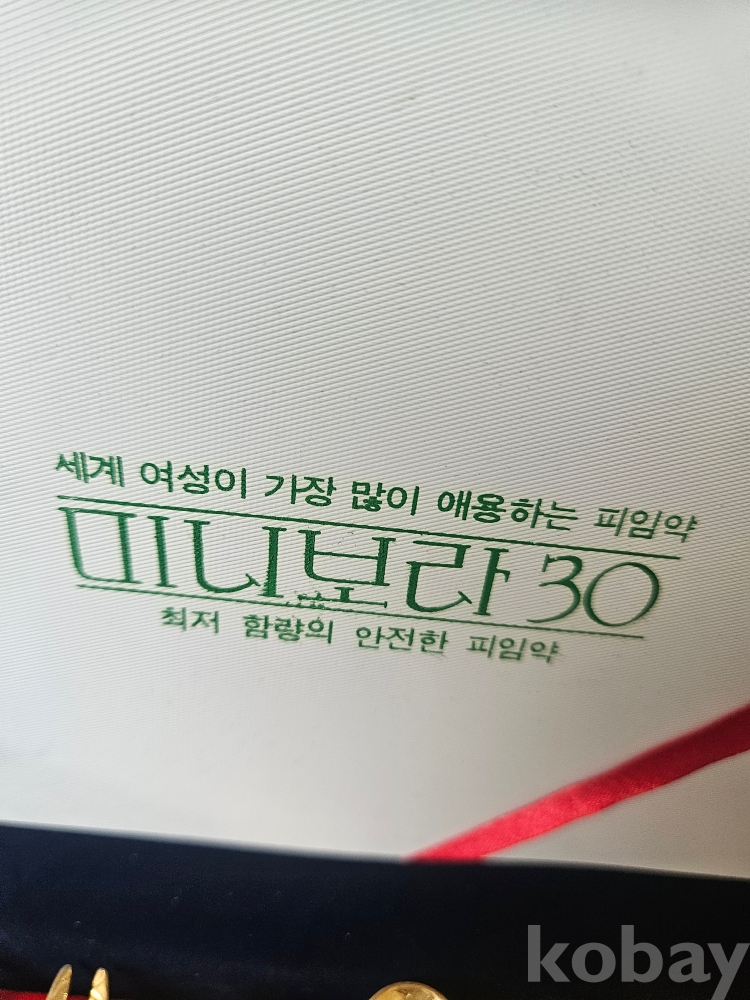 세계 여성이 가장 많이 애용하는 피임약
미니보라 30
최저 함량의 안전한 피임약
kobay